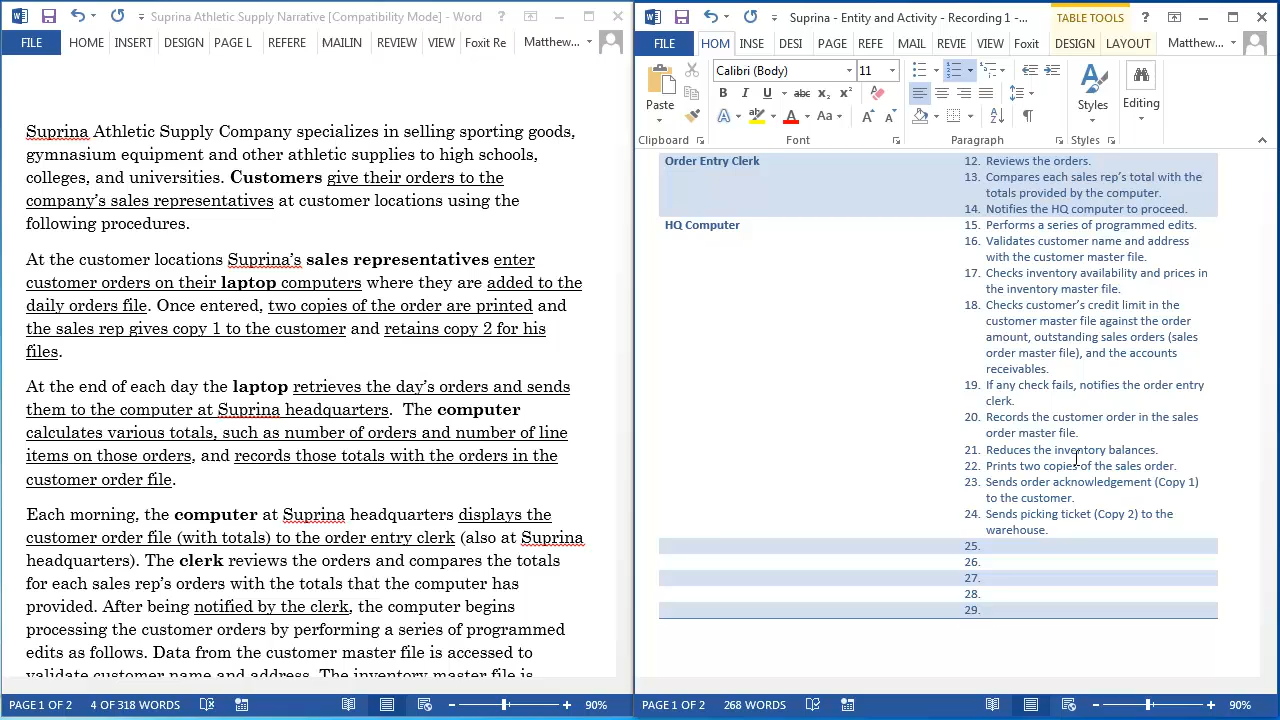 Suprina Athletic Supply Narrative [Compatibility Mode] - Word
FILE HOME INSERT DESIGN PAGE L REFERE MAILIN REVIEW VIEW Foxit Re Matthew...
Suprina Athletic Supply Company specializes in selling sporting goods,
gymnasium equipment and other athletic supplies to high schools,
colleges, and universities. Customers give their orders to the
company's sales representatives at customer locations using the
following procedures.
At the customer locations Suprina's sales representatives enter
customer orders on their laptop computers where they are added to the
daily orders file. Once entered, two copies of the order are printed and
the sales rep gives copy 1 to the customer and retains copy 2 for his
files.
At the end of each day the laptop retrieves the day's orders and sends
them to the computer at Suprina headquarters.  The computer
calculates various totals, such as number of orders and number of line
items on those orders, and records those totals with the orders in the
customer order file.
Each morning, the computer at Suprina headquarters displays the
customer order file (with totals) to the order entry clerk (also at Suprina
headquarters). The clerk reviews the orders and compares the totals
for each sales rep's orders with the totals that the computer has
provided. After being notified by the clerk, the computer begins
processing the customer orders by performing a series of programmed
edits as follows. Data from the customer master file is accessed to
validate customer name and address. The inventory master file is
PAGE 1 OF 2 4 OF 318 WORDS 90%
Suprina - Entity and Activity - Recording 1 -... TABLE TOOLS
FILE HOM INSE DESI PAGE REFE MAIL REVIE VIEW Foxit DESIGN LAYOUT Matthew...
Paste Calibri (Body) 11 Styles Editing
B I U abc x₂ x²
A A Aa A A
Clipboard Font Paragraph Styles
Order Entry Clerk 12. Reviews the orders.
13. Compares each sales rep's total with the
totals provided by the computer.
14. Notifies the HQ computer to proceed.
HQ Computer 15. Performs a series of programmed edits.
16. Validates customer name and address
with the customer master file.
17. Checks inventory availability and prices in
the inventory master file.
18. Checks customer's credit limit in the
customer master file against the order
amount, outstanding sales orders (sales
order master file), and the accounts
receivables.
19. If any check fails, notifies the order entry
clerk.
20. Records the customer order in the sales
order master file.
21. Reduces the inventory balances.
22. Prints two copies of the sales order.
23. Sends order acknowledgement (Copy 1)
to the customer.
24. Sends picking ticket (Copy 2) to the
warehouse.
25.
26.
27.
28.
29.
PAGE 1 OF 2 268 WORDS 90%